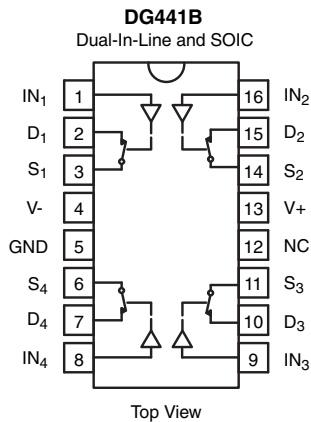 DG441B
Dual-In-Line and SOIC
IN1 1 16 IN2
D1 2 15 D2
S1 3 14 S2
V- 4 13 V+
GND 5 12 NC
S4 6 11 S3
D4 7 10 D3
IN4 8 9 IN3
Top View